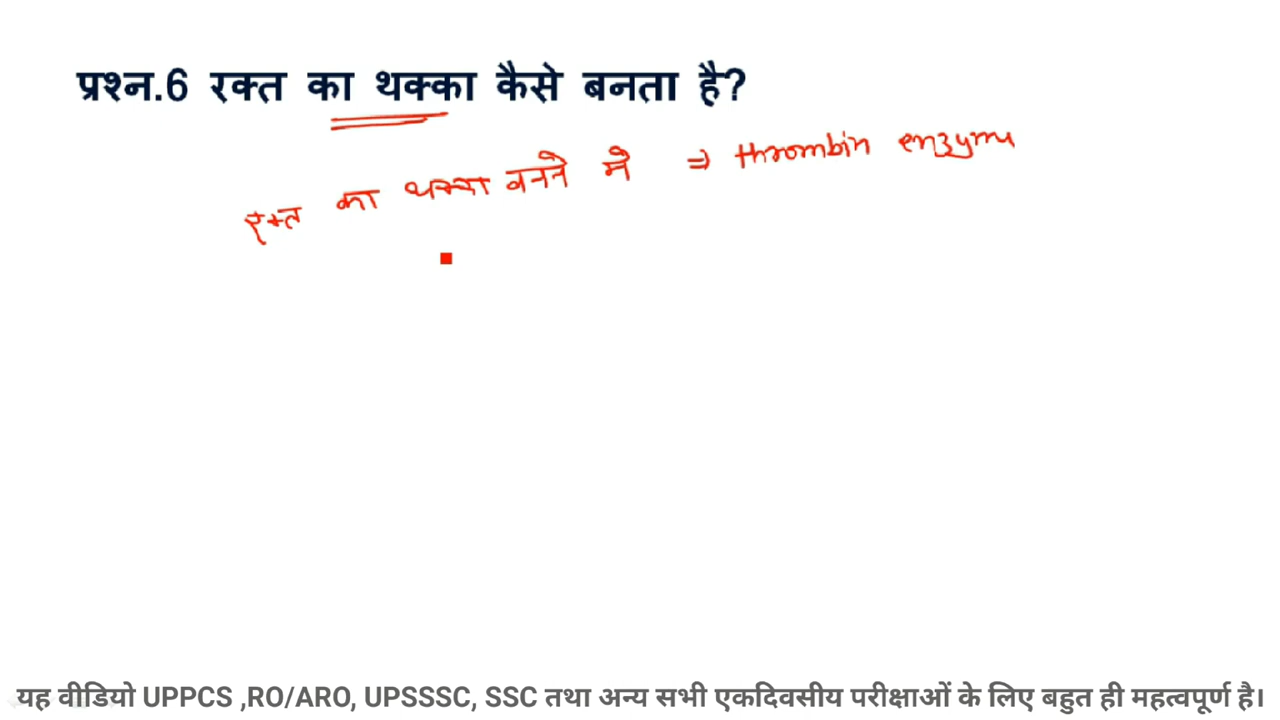 प्रश्न.6 रक्त का थक्का कैसे बनता है?
रक्त का थक्का बनने में ⇒ thrombin enzyme
यह वीडियो UPPCS ,RO/ARO, UPSSSC, SSC तथा अन्य सभी एकदिवसीय परीक्षाओं के लिए बहुत ही महत्वपूर्ण है।